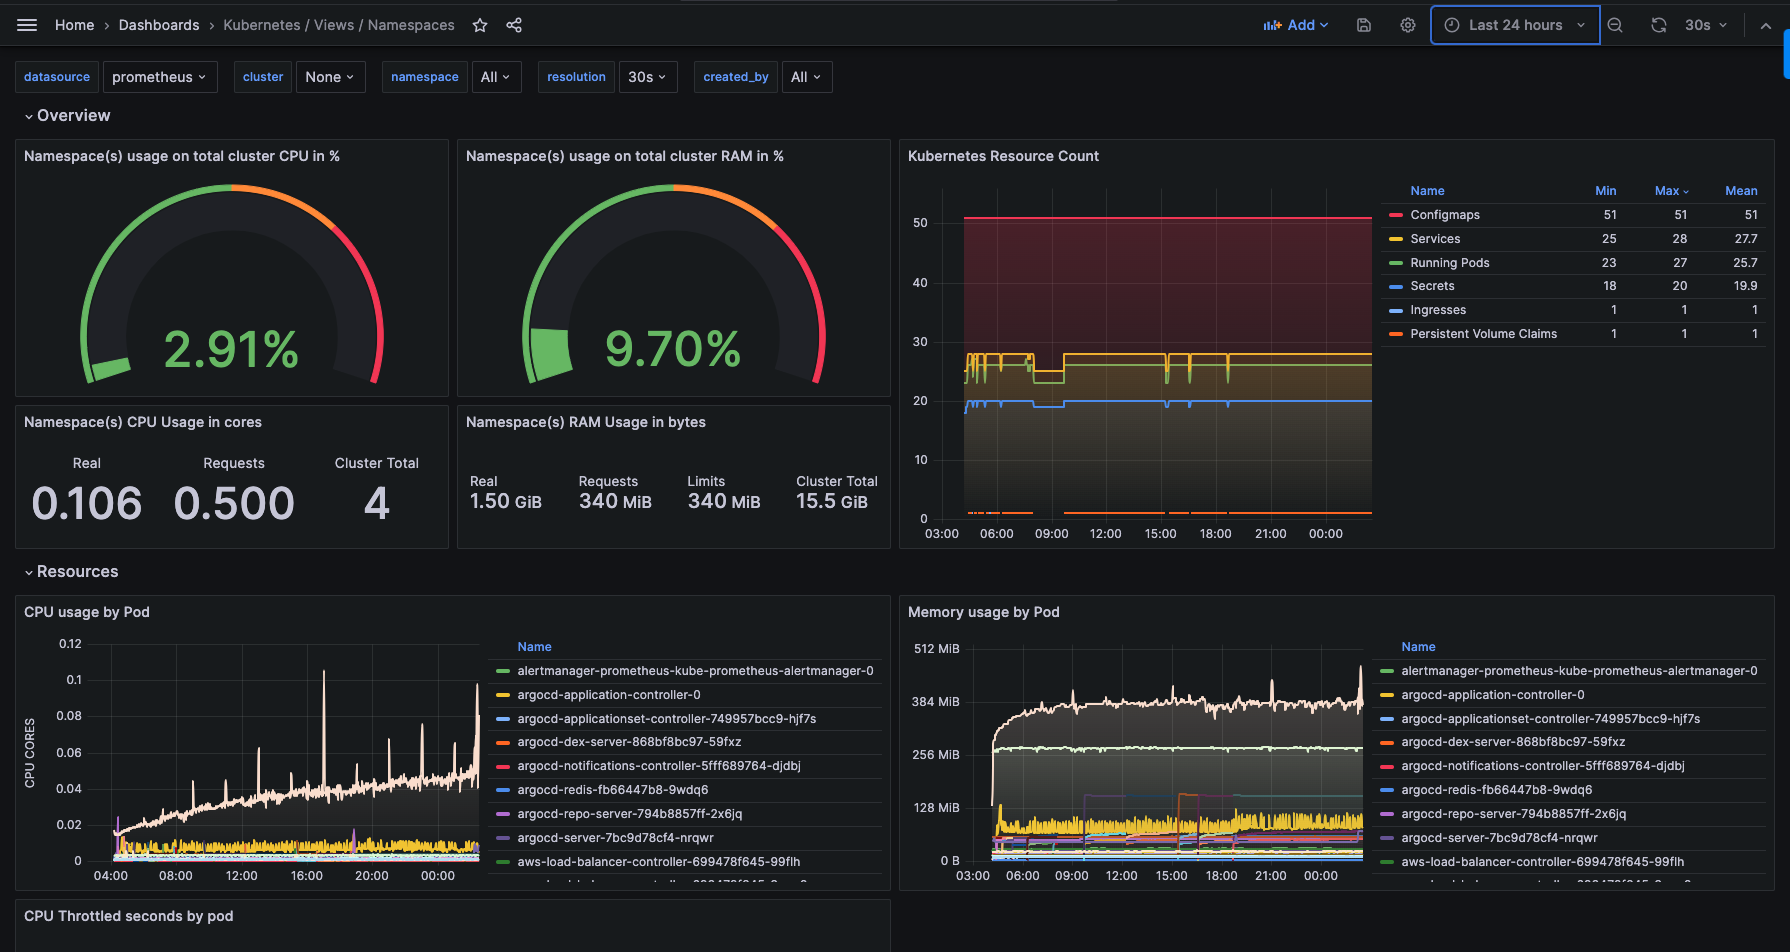 Home › Dashboards › Kubernetes / Views / Namespaces
Add
Last 24 hours
30s
datasource prometheus cluster None namespace All resolution 30s created_by All
Overview
Namespace(s) usage on total cluster CPU in %
2.91%
Namespace(s) usage on total cluster RAM in %
9.70%
Kubernetes Resource Count
50
40
30
20
10
0
03:00 06:00 09:00 12:00 15:00 18:00 21:00 00:00
Name Min Max Mean
Configmaps 51 51 51
Services 25 28 27.7
Running Pods 23 27 25.7
Secrets 18 20 19.9
Ingresses 1 1 1
Persistent Volume Claims 1 1 1
Namespace(s) CPU Usage in cores
Real Requests Cluster Total
0.106 0.500 4
Namespace(s) RAM Usage in bytes
Real Requests Limits Cluster Total
1.50 GiB 340 MiB 340 MiB 15.5 GiB
Resources
CPU usage by Pod
CPU CORES
0.12
0.1
0.08
0.06
0.04
0.02
0
04:00 08:00 12:00 16:00 20:00 00:00
Name
alertmanager-prometheus-kube-prometheus-alertmanager-0
argocd-application-controller-0
argocd-applicationset-controller-749957bcc9-hjf7s
argocd-dex-server-868bf8bc97-59fxz
argocd-notifications-controller-5fff689764-djdbj
argocd-redis-fb66447b8-9wdq6
argocd-repo-server-794b8857ff-2x6jq
argocd-server-7bc9d78cf4-nrqwr
aws-load-balancer-controller-699478f645-99flh
Memory usage by Pod
512 MiB
384 MiB
256 MiB
128 MiB
0 B
03:00 06:00 09:00 12:00 15:00 18:00 21:00 00:00
Name
alertmanager-prometheus-kube-prometheus-alertmanager-0
argocd-application-controller-0
argocd-applicationset-controller-749957bcc9-hjf7s
argocd-dex-server-868bf8bc97-59fxz
argocd-notifications-controller-5fff689764-djdbj
argocd-redis-fb66447b8-9wdq6
argocd-repo-server-794b8857ff-2x6jq
argocd-server-7bc9d78cf4-nrqwr
aws-load-balancer-controller-699478f645-99flh
CPU Throttled seconds by pod